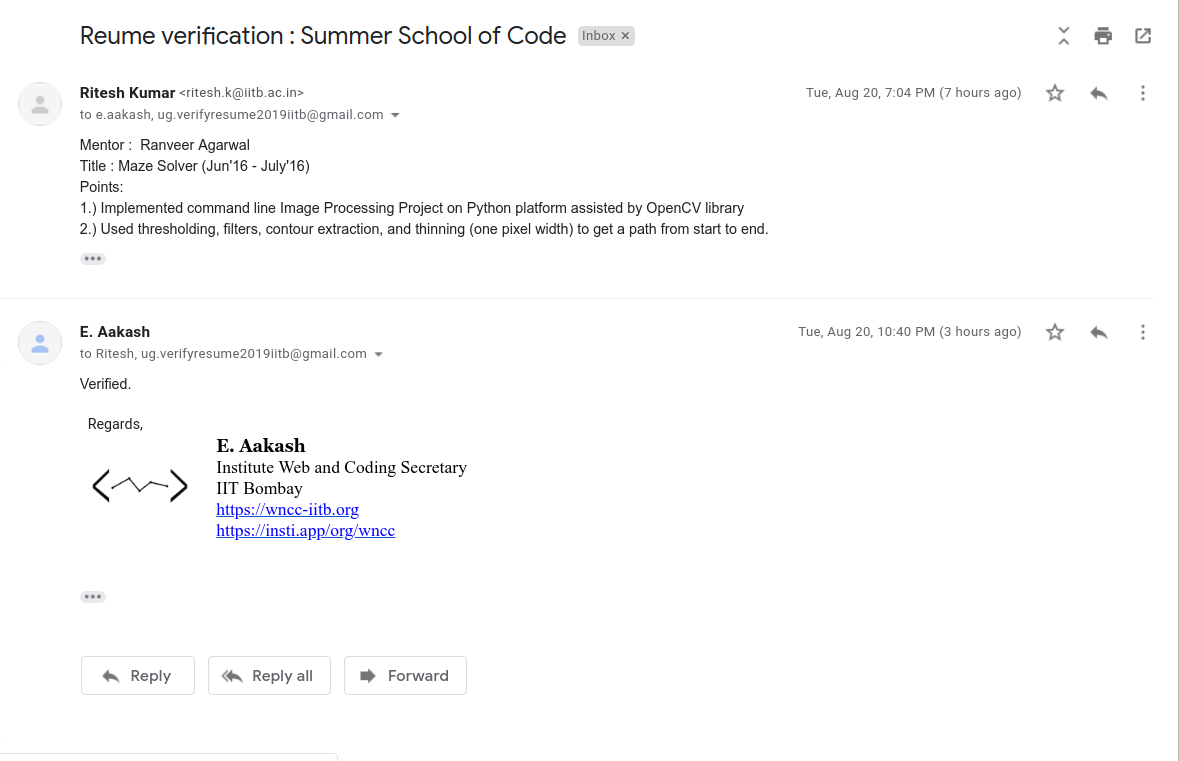 Reume verification : Summer School of Code Inbox ×
Ritesh Kumar <ritesh.k@iitb.ac.in> Tue, Aug 20, 7:04 PM (7 hours ago)
to e.aakash, ug.verifyresume2019iitb@gmail.com
Mentor :  Ranveer Agarwal
Title : Maze Solver (Jun'16 - July'16)
Points:
1.) Implemented command line Image Processing Project on Python platform assisted by OpenCV library
2.) Used thresholding, filters, contour extraction, and thinning (one pixel width) to get a path from start to end.
E. Aakash Tue, Aug 20, 10:40 PM (3 hours ago)
to Ritesh, ug.verifyresume2019iitb@gmail.com
Verified.
Regards,
E. Aakash
Institute Web and Coding Secretary
IIT Bombay
https://wncc-iitb.org
https://insti.app/org/wncc
Reply Reply all Forward